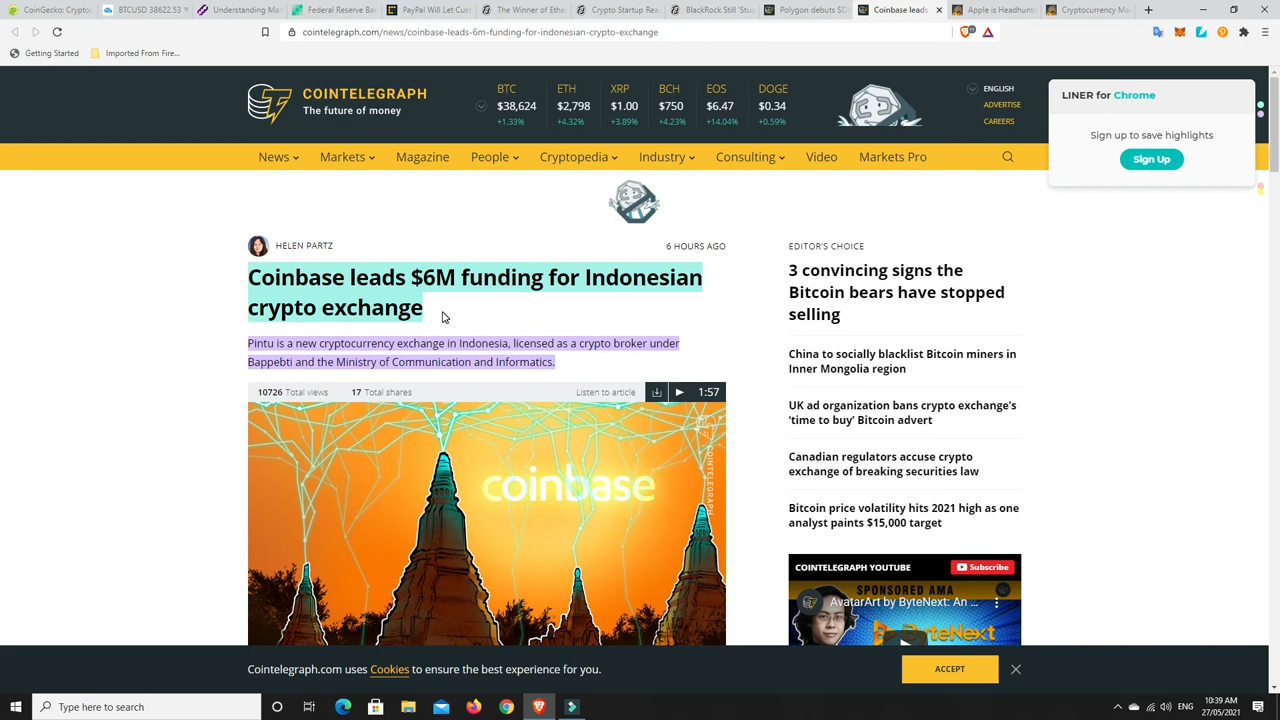 CoinGecko: Cryptoc
BTCUSD 38622.53
Understanding Mar
Federal Reserve Ba
PayPal Will Let Cust
The Winner of Ethe
Crypto Startup Rea
BlackRock Still 'Stud
Polygon debuts SD
Coinbase leads
Apple is Headhunti
Cryptocurrency Ma
cointelegraph.com/news/coinbase-leads-6m-funding-for-indonesian-crypto-exchange
Getting Started
Imported From Fire...
COINTELEGRAPH
The future of money
BTC ETH XRP BCH EOS DOGE
$38,624 $2,798 $1.00 $750 $6.47 $0.34
+1.33% +4.32% +3.89% +4.23% +14.04% +0.59%
ENGLISH
ADVERTISE
CAREERS
LINER for Chrome
Sign up to save highlights
Sign Up
News Markets Magazine People Cryptopedia Industry Consulting Video Markets Pro
HELEN PARTZ 6 HOURS AGO
Coinbase leads $6M funding for Indonesian
crypto exchange
Pintu is a new cryptocurrency exchange in Indonesia, licensed as a crypto broker under
Bappebti and the Ministry of Communication and Informatics.
10726 Total views 17 Total shares Listen to article 1:57
coinbase
COINTELEGRAPH
EDITOR'S CHOICE
3 convincing signs the
Bitcoin bears have stopped
selling
China to socially blacklist Bitcoin miners in
Inner Mongolia region
UK ad organization bans crypto exchange's
'time to buy' Bitcoin advert
Canadian regulators accuse crypto
exchange of breaking securities law
Bitcoin price volatility hits 2021 high as one
analyst paints $15,000 target
COINTELEGRAPH YOUTUBE Subscribe
SPONSORED AMA
AvatarArt by ByteNext: An ...
ByteNext
Cointelegraph.com uses Cookies to ensure the best experience for you.
ACCEPT
Type here to search
ENG
10:39 AM
27/05/2021